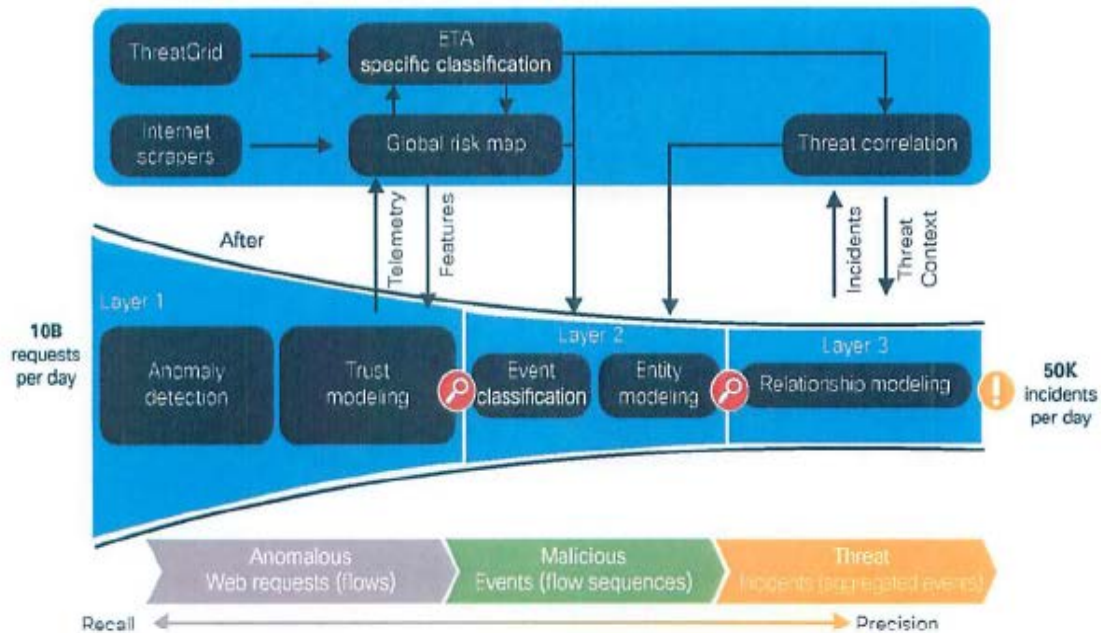 ThreatGrid
ETA
specific classification
Internet
scrapers
Global risk map
Threat correlation
After
Telemetry
Features
Incidents
Threat
Context
Layer 1
Layer 2
Layer 3
10B
requests
per day
Anomaly
detection
Trust
modeling
Event
classification
Entity
modeling
Relationship modeling
50K
incidents
per day
Anomalous
Web requests (flows)
Malicious
Events (flow sequences)
Threat
Incidents (aggregated events)
Recall
Precision